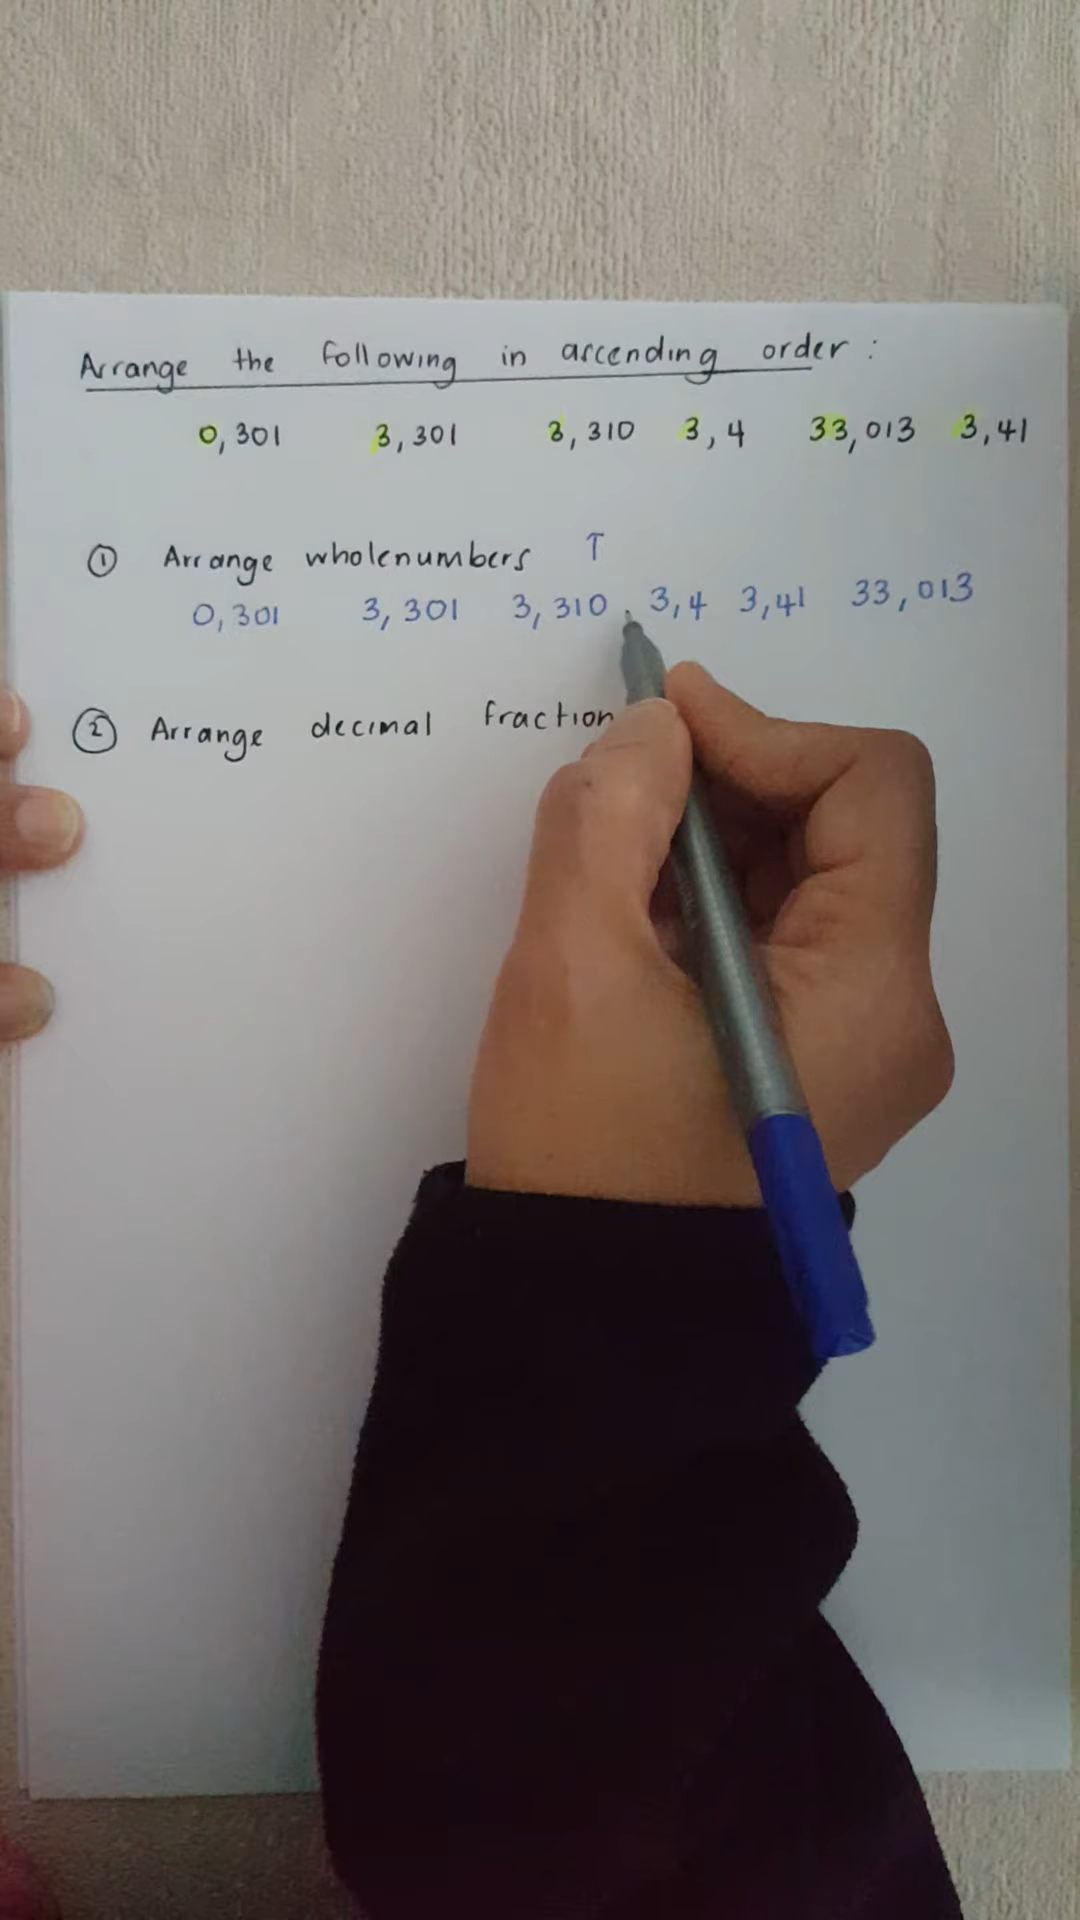 Arrange the following in ascending order :
0,301 3,301 3,310 3,4 33,013 3,41
① Arrange wholenumbers ↑
0,301 3,301 3,310 3,4 3,41 33,013
② Arrange decimal fraction